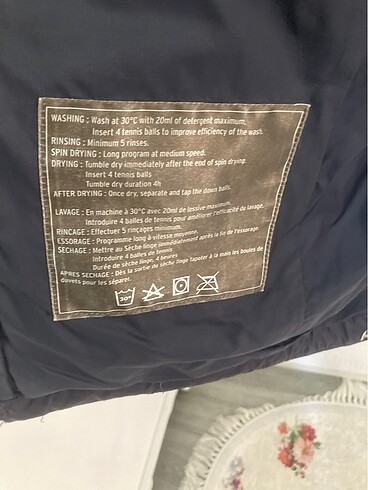 WASHING : Wash at 30°C with 20ml of detergent maximum.
Insert 4 tennis balls to improve efficiency of the wash.
RINSING : Minimum 5 rinses.
SPIN DRYING : Long program at medium speed.
DRYING : Tumble dry immediately after the end of spin drying.
Insert 4 tennis balls
Tumble dry duration 4h
AFTER DRYING : Once dry, separate and tap the down balls.
LAVAGE : En machine à 30°C avec 20ml de lessive maximum.
Introduire 4 balles de tennis pour améliorer l'efficacité du lavage.
RINCAGE : Effectuer 5 rinçages minimum.
ESSORAGE : Programme long à vitesse moyenne.
SECHAGE : Mettre au Sèche linge immédiatement après la fin de l'essorage.
Introduire 4 balles de tennis
Durée de sèche linge, 4 heures
APRES SECHAGE : Dès la sortie du sèche linge tapoter à la main les boules de
duvets pour les séparer.
30°